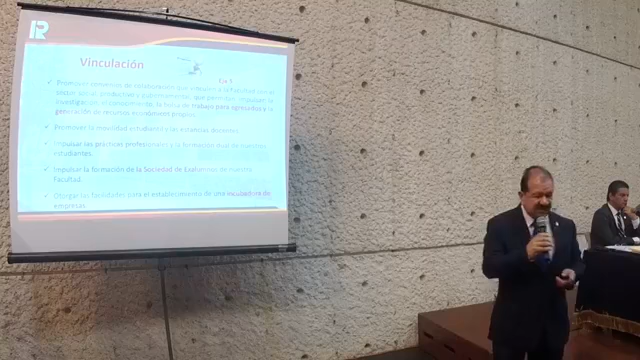 R
Vinculación
Eje 5
Promover convenios de colaboración que vinculen a la Facultad con el
sector social, productivo y gubernamental, que permitan impulsar la
investigación, el conocimiento, la bolsa de trabajo para egresados y la
generación de recursos económicos propios.
Promover la movilidad estudiantil y las estancias docentes.
Impulsar las prácticas profesionales y la formación dual de nuestros
estudiantes.
Impulsar la formación de la Sociedad de Exalumnos de nuestra
Facultad.
Otorgar las facilidades para el establecimiento de una incubadora de
empresas.